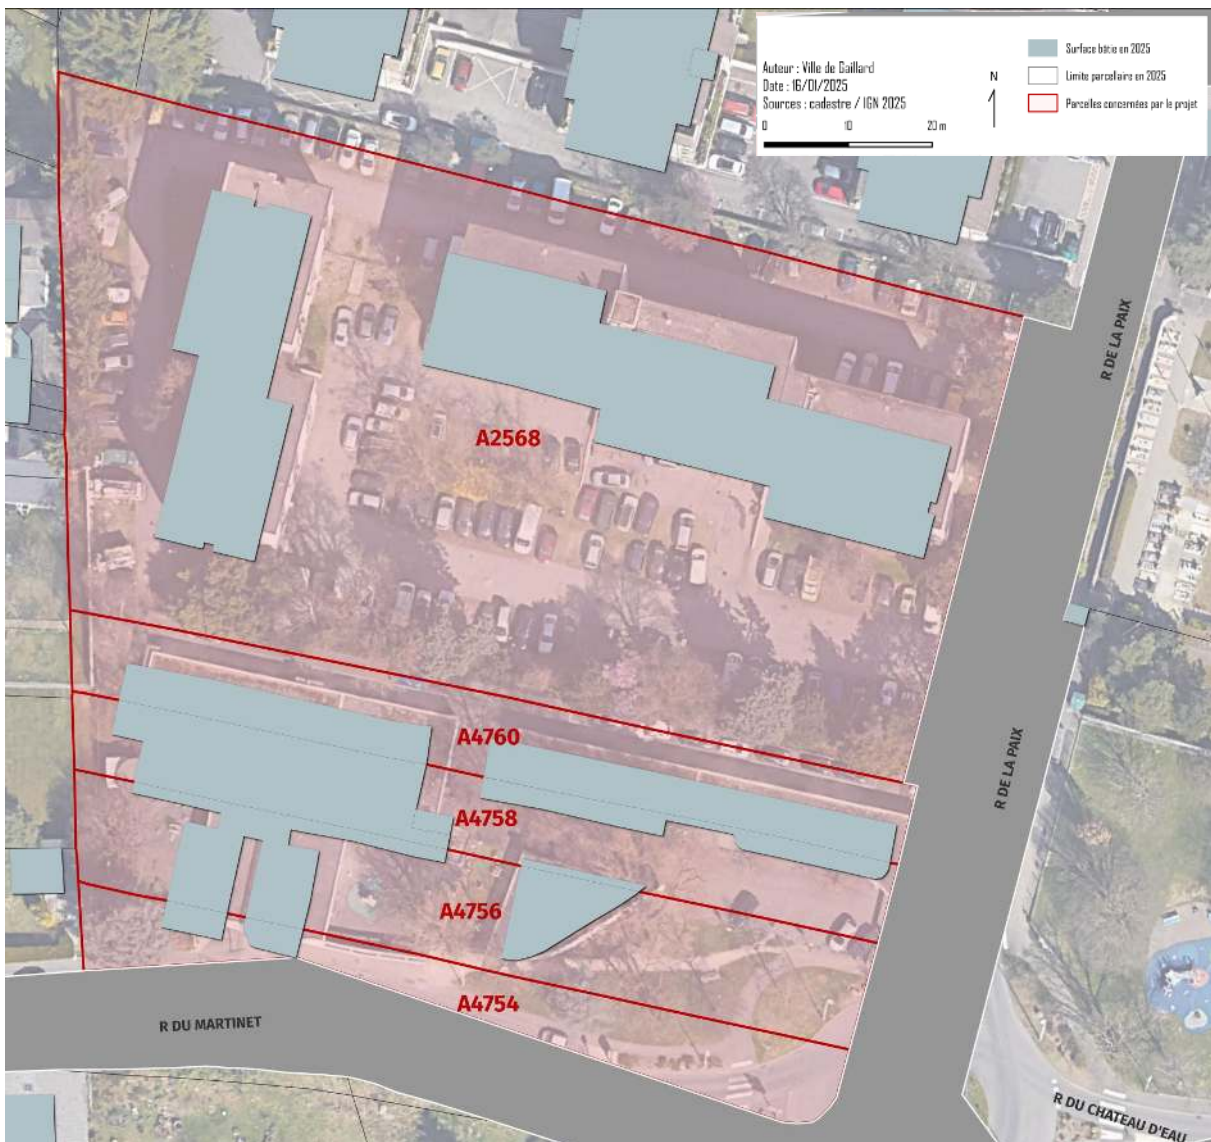 Auteur : Ville de Gaillard
Date : 16/01/2025
Sources : cadastre / IGN 2025
0 10 20 m
N
Surface bâtie en 2025
Limite parcellaire en 2025
Parcelles concernées par le projet
R DE LA PAIX
A2568
A4760
R DE LA PAIX
A4758
A4756
A4754
R DU MARTINET
R DU CHATEAU D'EAU